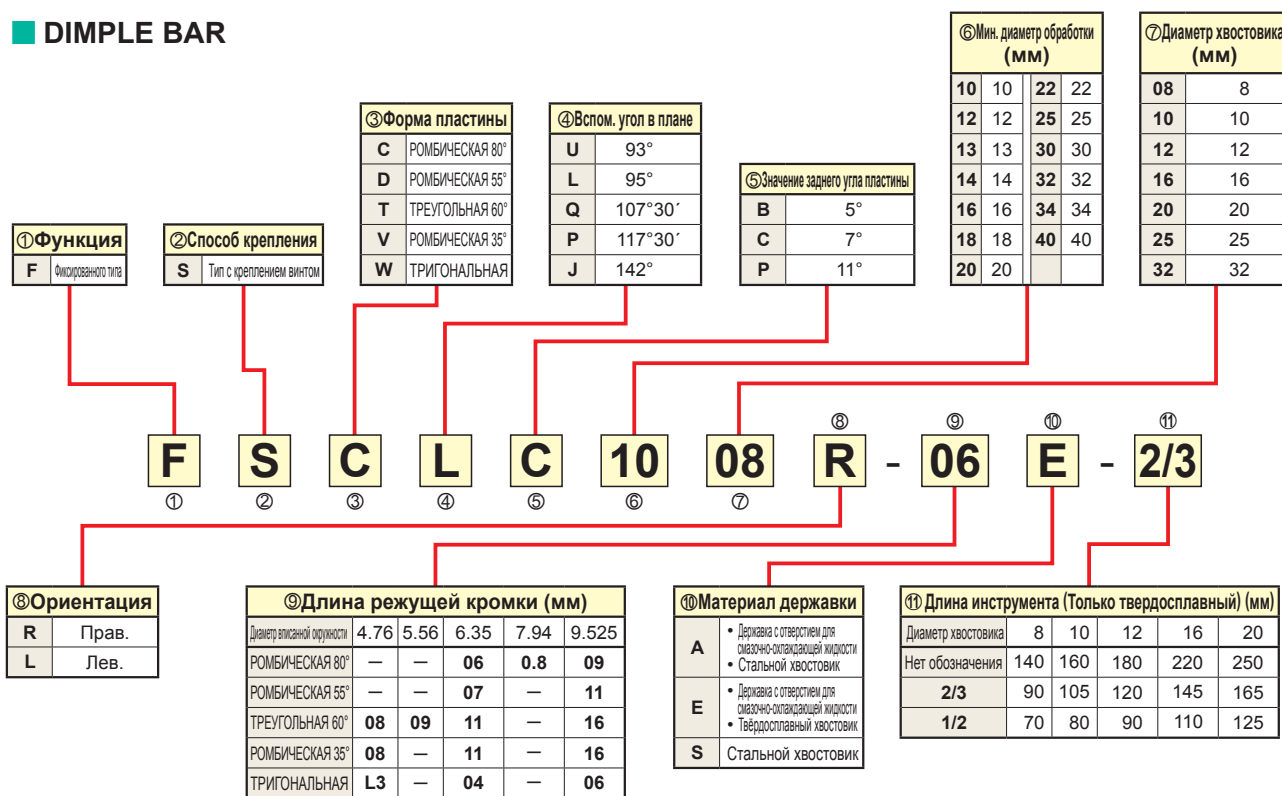 DIMPLE BAR
①Функция
F Фиксированного типа
②Способ крепления
S Тип с креплением винтом
③Форма пластины
C РОМБИЧЕСКАЯ 80°
D РОМБИЧЕСКАЯ 55°
T ТРЕУГОЛЬНАЯ 60°
V РОМБИЧЕСКАЯ 35°
W ТРИГОНАЛЬНАЯ
④Вспом. угол в плане
U 93°
L 95°
Q 107°30´
P 117°30´
J 142°
⑤Значение заднего угла пластины
B 5°
C 7°
P 11°
⑥Мин. диаметр обработки
(мм)
10 10 22 22
12 12 25 25
13 13 30 30
14 14 32 32
16 16 34 34
18 18 40 40
20 20
⑦Диаметр хвостовика
(мм)
08 8
10 10
12 12
16 16
20 20
25 25
32 32
⑧ ⑨ ⑩ ⑪
F S C L C 10 08 R - 06 E - 2/3
① ② ③ ④ ⑤ ⑥ ⑦
⑧Ориентация
R Прав.
L Лев.
⑨Длина режущей кромки (мм)
Диаметр вписанной окружности 4.76 5.56 6.35 7.94 9.525
РОМБИЧЕСКАЯ 80° — — 06 0.8 09
РОМБИЧЕСКАЯ 55° — — 07 — 11
ТРЕУГОЛЬНАЯ 60° 08 09 11 — 16
РОМБИЧЕСКАЯ 35° 08 — 11 — 16
ТРИГОНАЛЬНАЯ L3 — 04 — 06
⑩Материал державки
A • Державка с отверстием для
смазочно-охлаждающей жидкости
• Стальной хвостовик
E • Державка с отверстием для
смазочно-охлаждающей жидкости
• Твёрдосплавный хвостовик
S Стальной хвостовик
⑪ Длина инструмента (Только твердосплавный) (мм)
Диаметр хвостовика 8 10 12 16 20
Нет обозначения 140 160 180 220 250
2/3 90 105 120 145 165
1/2 70 80 90 110 125